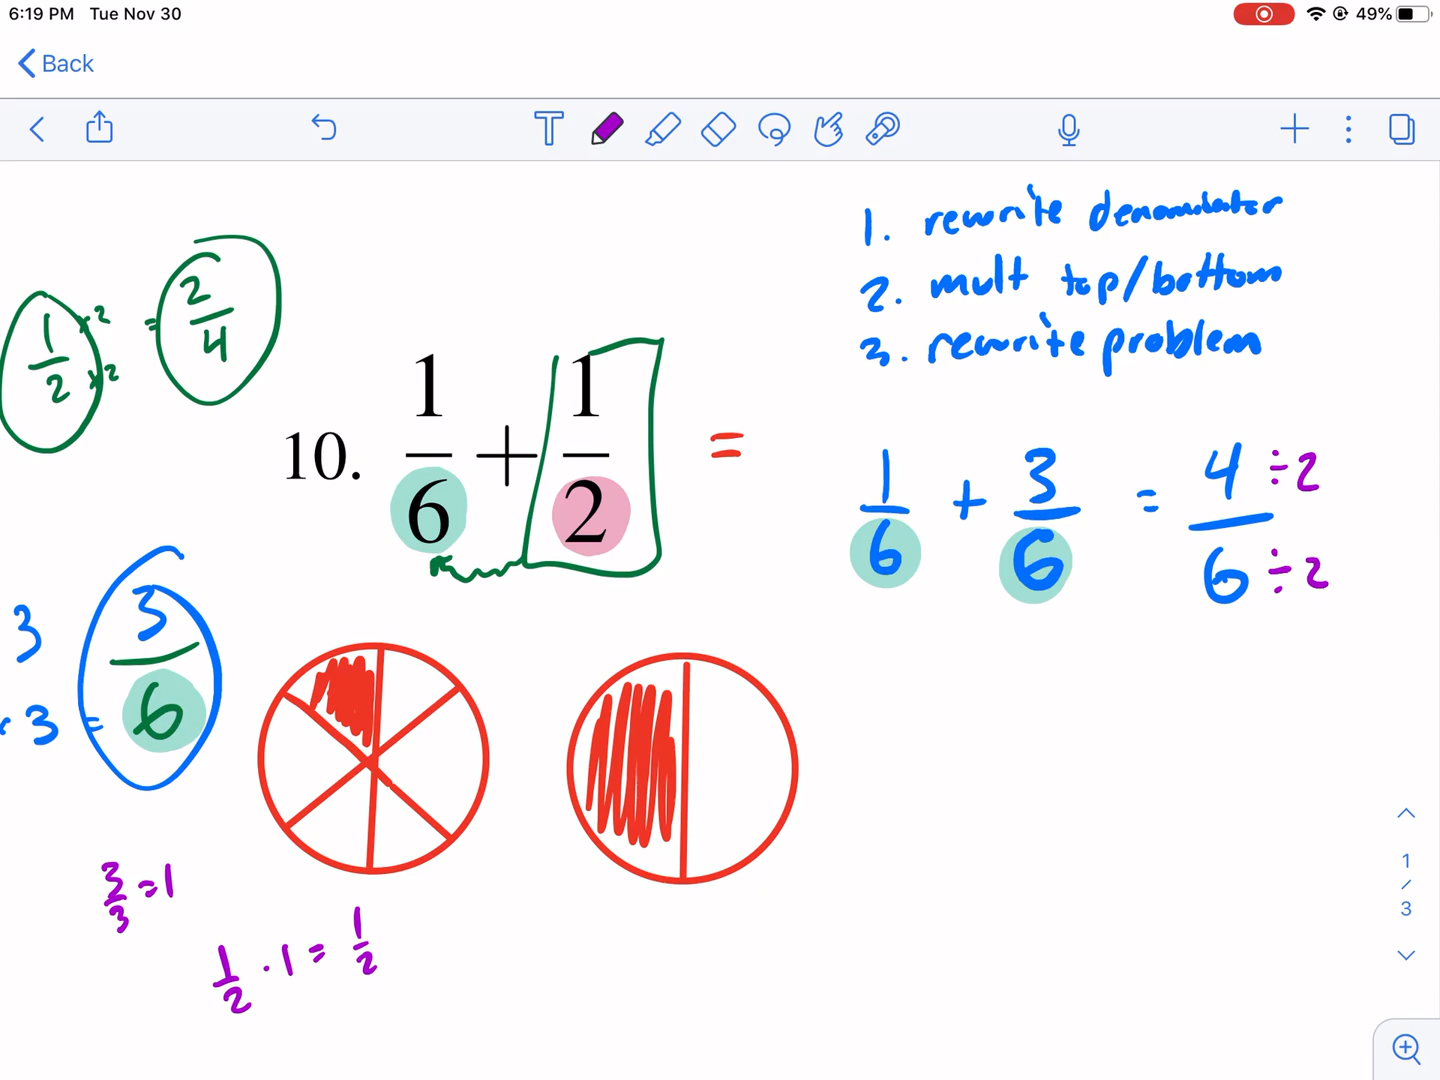 6:19 PM Tue Nov 30
49%
Back
1. rewrite denominator
2. mult top/bottom
3. rewrite problem
1/2 ×2 ×2 = 2/4
10. 1/6 + 1/2 =
1/6 + 3/6 = 4/6 ÷2 ÷2
3
× 3 = 3/6
3/3 = 1
1/2 · 1 = 1/2
1
/
3